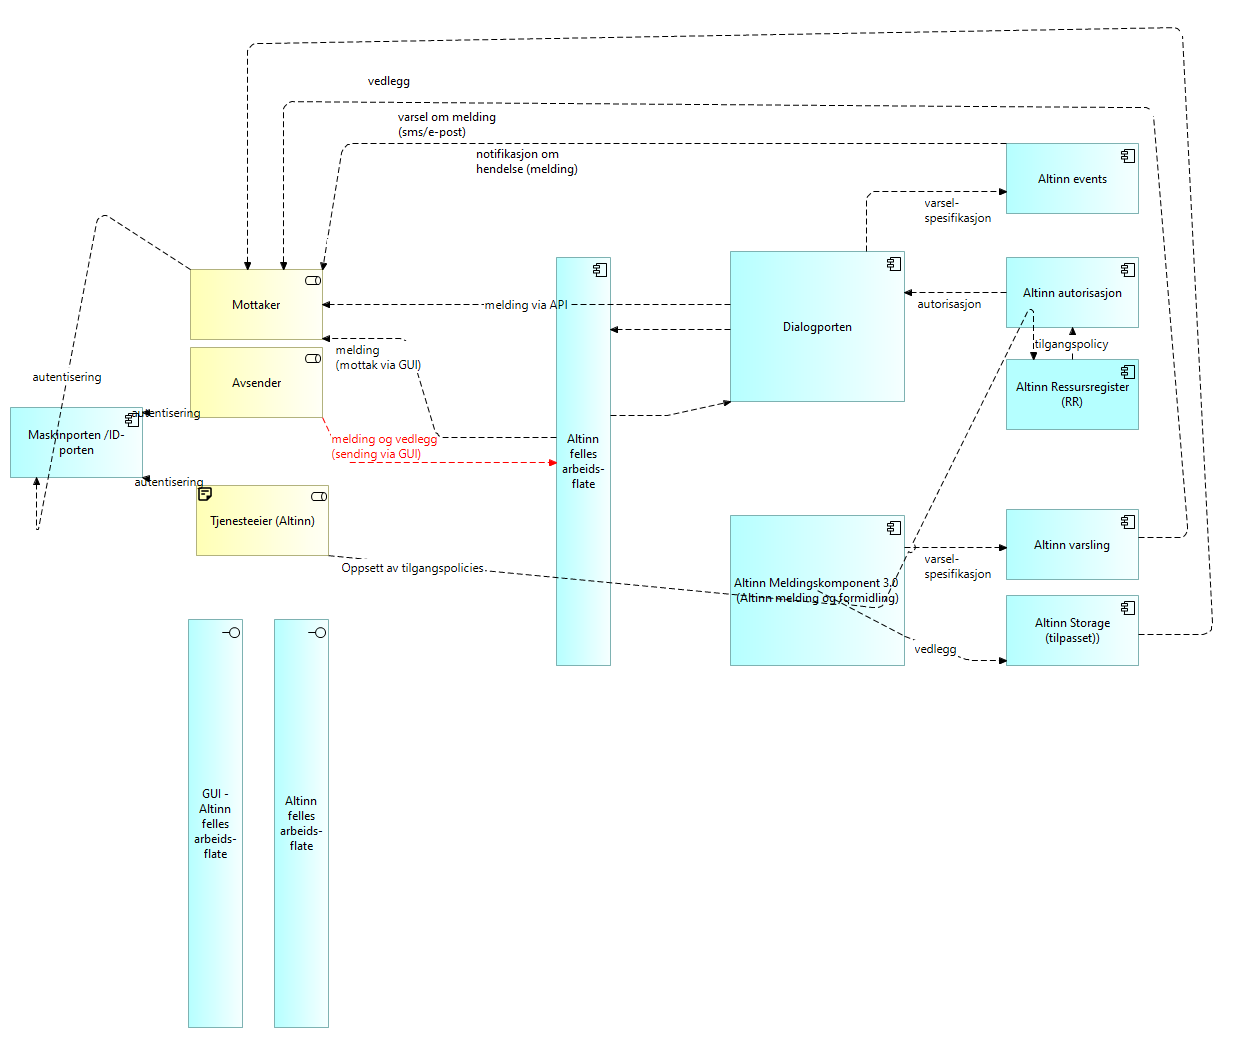 vedlegg
varsel om melding
(sms/e-post)
notifikasjon om
hendelse (melding)
Altinn events
varsel-
spesifikasjon
Mottaker
melding via API
Dialogporten
autorisasjon
Altinn autorisasjon
melding
(mottak via GUI)
tilgangspolicy
autentisering
Avsender
Altinn Ressursregister
(RR)
autentisering
Maskinporten /ID-
porten
melding og vedlegg
(sending via GUI)
Altinn
felles
arbeids-
flate
autentisering
Tjenesteeier (Altinn)
Oppsett av tilgangspolicies
Altinn Meldingskomponent 3.0
(Altinn melding og formidling)
varsel-
spesifikasjon
Altinn varsling
vedlegg
Altinn Storage
(tilpasset))
GUI -
Altinn
felles
arbeids-
flate
Altinn
felles
arbeids-
flate